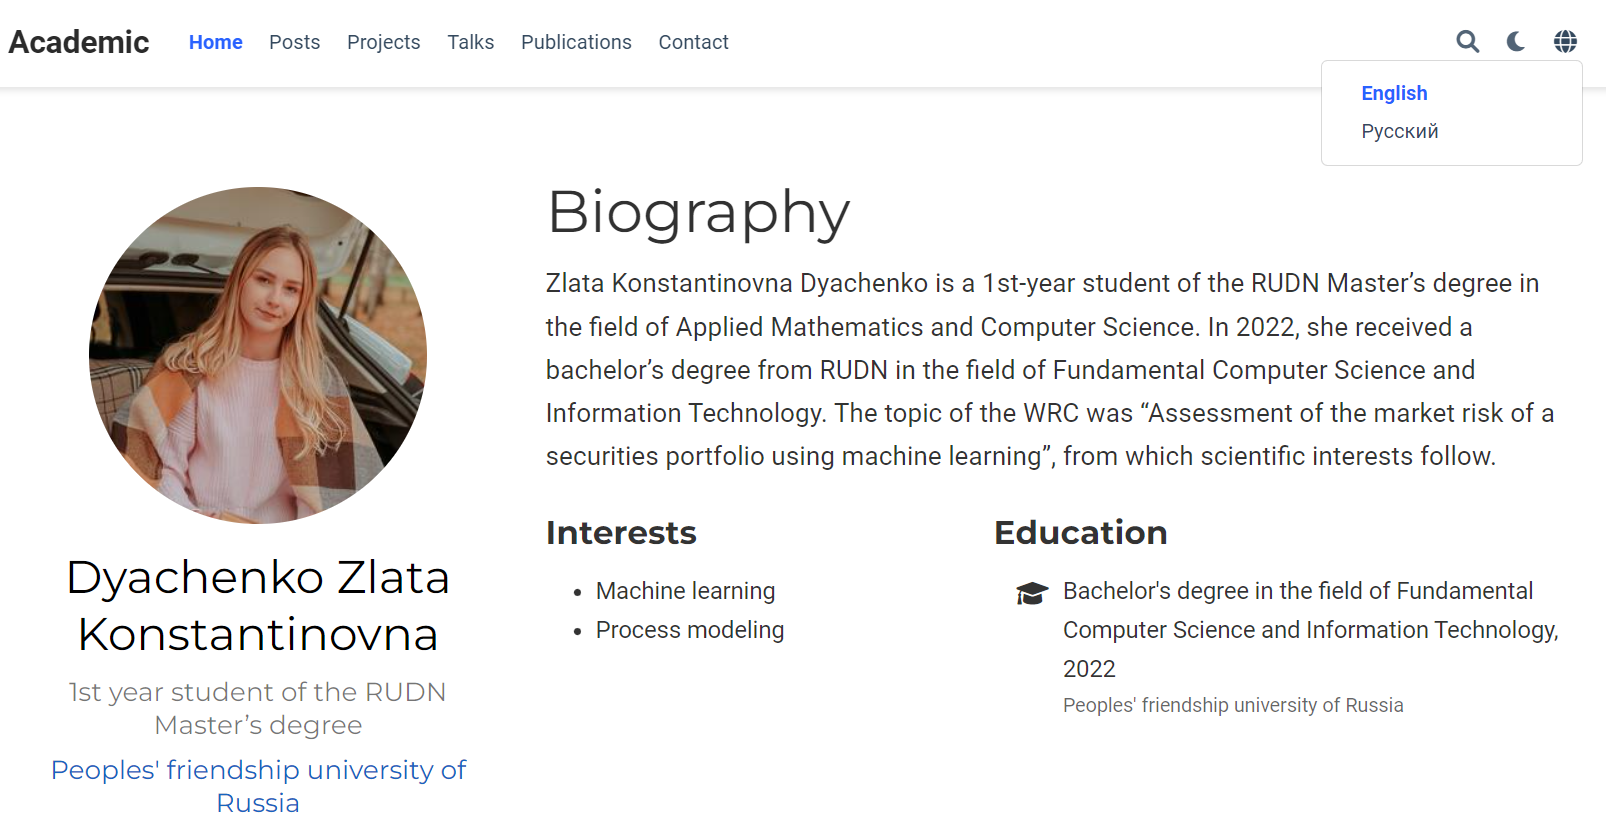 Academic Home Posts Projects Talks Publications Contact
English
Русский
Biography
Zlata Konstantinovna Dyachenko is a 1st-year student of the RUDN Master’s degree in
the field of Applied Mathematics and Computer Science. In 2022, she received a
bachelor’s degree from RUDN in the field of Fundamental Computer Science and
Information Technology. The topic of the WRC was “Assessment of the market risk of a
securities portfolio using machine learning”, from which scientific interests follow.
Interests
Machine learning
Process modeling
Education
Bachelor's degree in the field of Fundamental
Computer Science and Information Technology,
2022
Peoples' friendship university of Russia
Dyachenko Zlata
Konstantinovna
1st year student of the RUDN
Master’s degree
Peoples' friendship university of
Russia